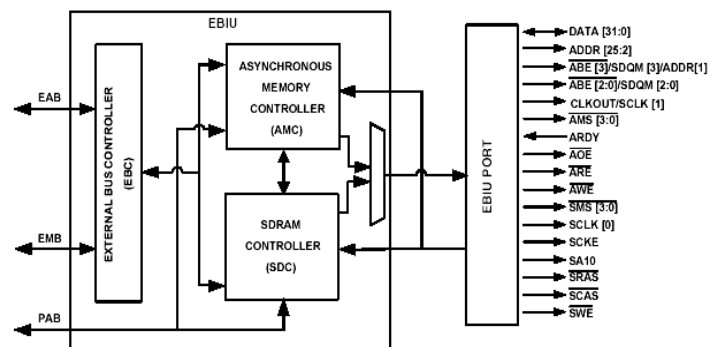 EBIU
EXTERNAL BUS CONTROLLER
(EBC)
ASYNCHRONOUS
MEMORY
CONTROLLER
(AMC)
SDRAM
CONTROLLER
(SDC)
EAB
EMB
PAB
EBIU PORT
DATA [31:0]
ADDR [25:2]
ABE [3]/SDQM [3]/ADDR[1]
ABE [2:0]/SDQM [2:0]
CLKOUT/SCLK [1]
AMS [3:0]
ARDY
AOE
ARE
AWE
SMS [3:0]
SCLK [0]
SCKE
SA10
SRAS
SCAS
SWE